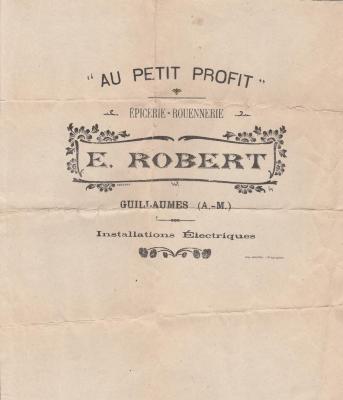 "AU PETIT PROFIT"
ÉPICERIE - ROUENNERIE
E. ROBERT
GUILLAUMES (A.-M.)
Installations Électriques